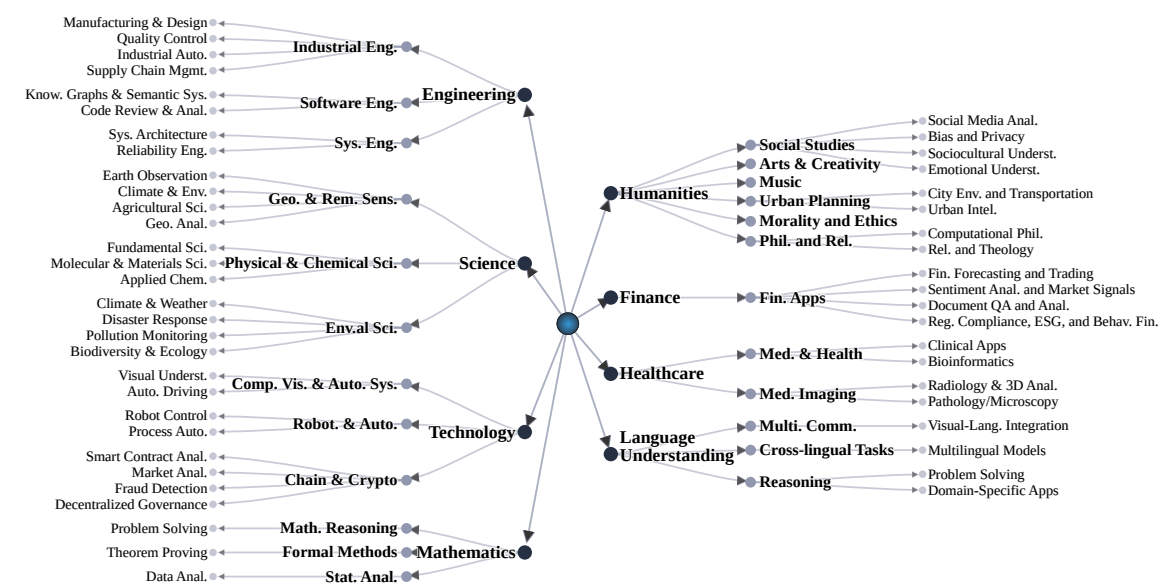 Manufacturing & Design
Quality Control
Industrial Auto.
Supply Chain Mgmt.
Industrial Eng.
Know. Graphs & Semantic Sys.
Code Review & Anal.
Software Eng.
Engineering
Sys. Architecture
Reliability Eng.
Sys. Eng.
Earth Observation
Climate & Env.
Agricultural Sci.
Geo. Anal.
Geo. & Rem. Sens.
Fundamental Sci.
Molecular & Materials Sci.
Applied Chem.
Physical & Chemical Sci.
Science
Climate & Weather
Disaster Response
Pollution Monitoring
Biodiversity & Ecology
Env.al Sci.
Visual Underst.
Auto. Driving
Comp. Vis. & Auto. Sys.
Robot Control
Process Auto.
Robot. & Auto.
Technology
Smart Contract Anal.
Market Anal.
Fraud Detection
Decentralized Governance
Chain & Crypto
Problem Solving
Math. Reasoning
Theorem Proving
Formal Methods
Mathematics
Data Anal.
Stat. Anal.
Humanities
Social Studies
Social Media Anal.
Bias and Privacy
Sociocultural Underst.
Emotional Underst.
Arts & Creativity
Music
Urban Planning
City Env. and Transportation
Urban Intel.
Morality and Ethics
Phil. and Rel.
Computational Phil.
Rel. and Theology
Finance
Fin. Apps
Fin. Forecasting and Trading
Sentiment Anal. and Market Signals
Document QA and Anal.
Reg. Compliance, ESG, and Behav. Fin.
Healthcare
Med. & Health
Clinical Apps
Bioinformatics
Med. Imaging
Radiology & 3D Anal.
Pathology/Microscopy
Language
Understanding
Multi. Comm.
Visual-Lang. Integration
Cross-lingual Tasks
Multilingual Models
Reasoning
Problem Solving
Domain-Specific Apps